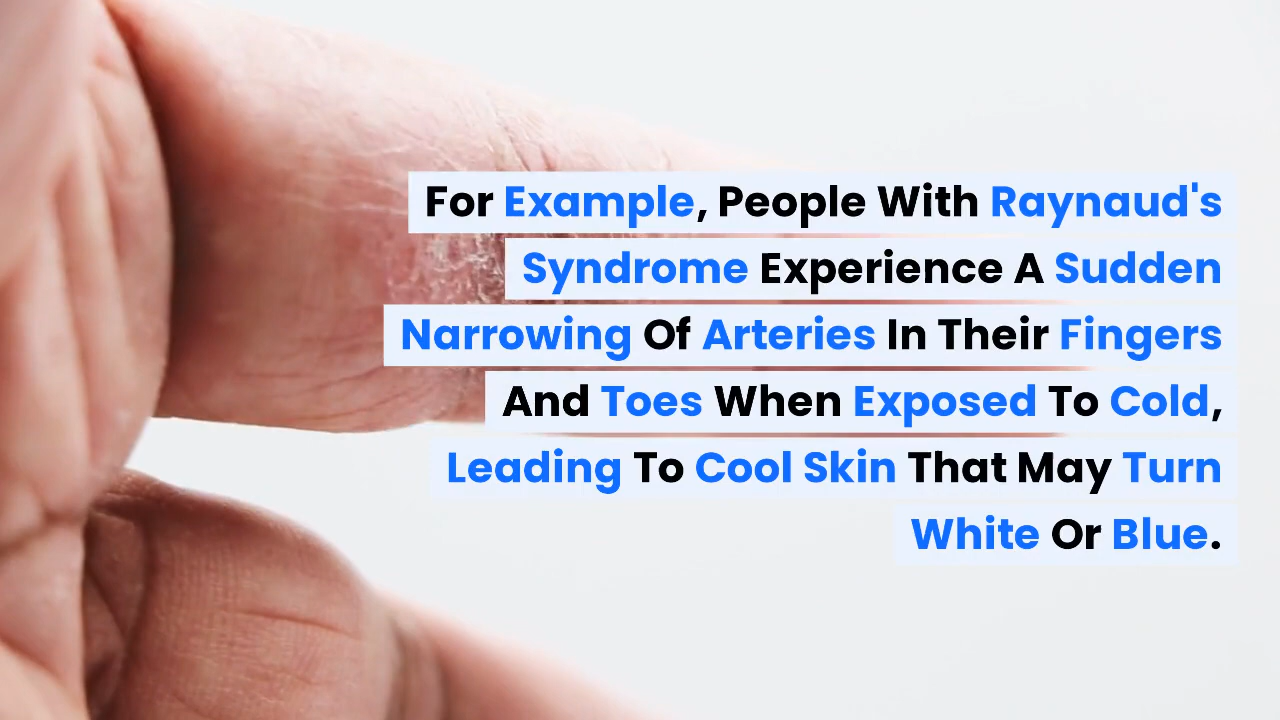 For Example, People With Raynaud's
Syndrome Experience A Sudden
Narrowing Of Arteries In Their Fingers
And Toes When Exposed To Cold,
Leading To Cool Skin That May Turn
White Or Blue.